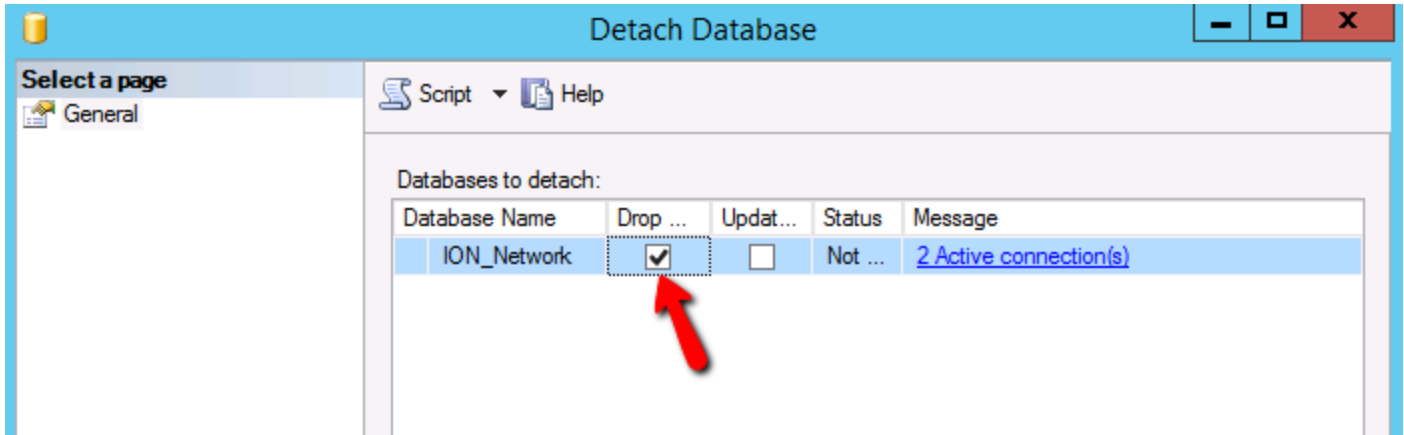 Detach Database
Select a page
General
Script Help
Databases to detach:
Database Name Drop ... Updat... Status Message
ION_Network Not ... 2 Active connection(s)